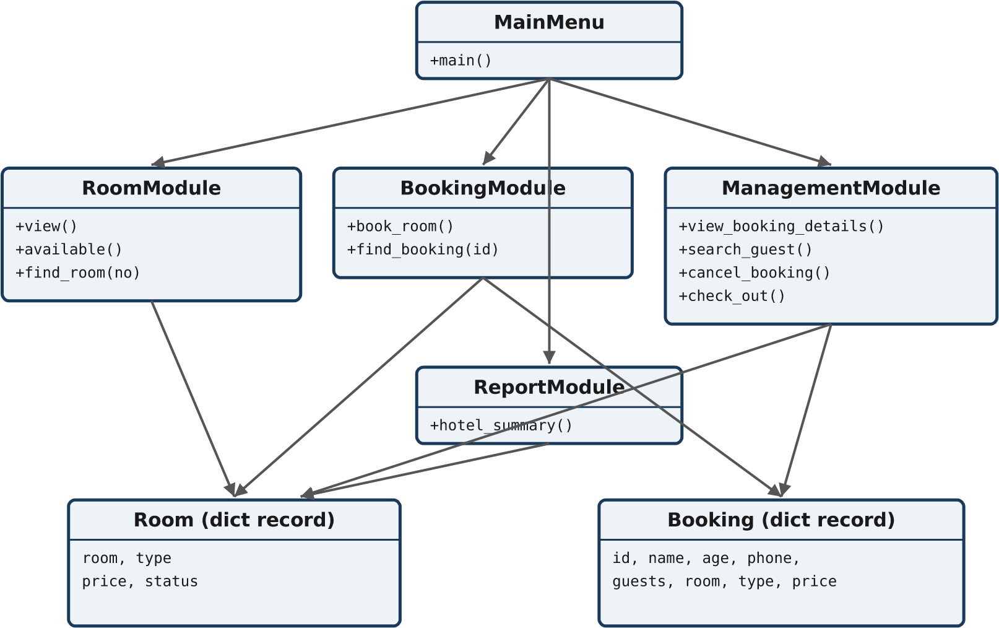 MainMenu
+main()
RoomModule
+view()
+available()
+find_room(no)
BookingModule
+book_room()
+find_booking(id)
ManagementModule
+view_booking_details()
+search_guest()
+cancel_booking()
+check_out()
ReportModule
+hotel_summary()
Room (dict record)
room, type
price, status
Booking (dict record)
id, name, age, phone,
guests, room, type, price